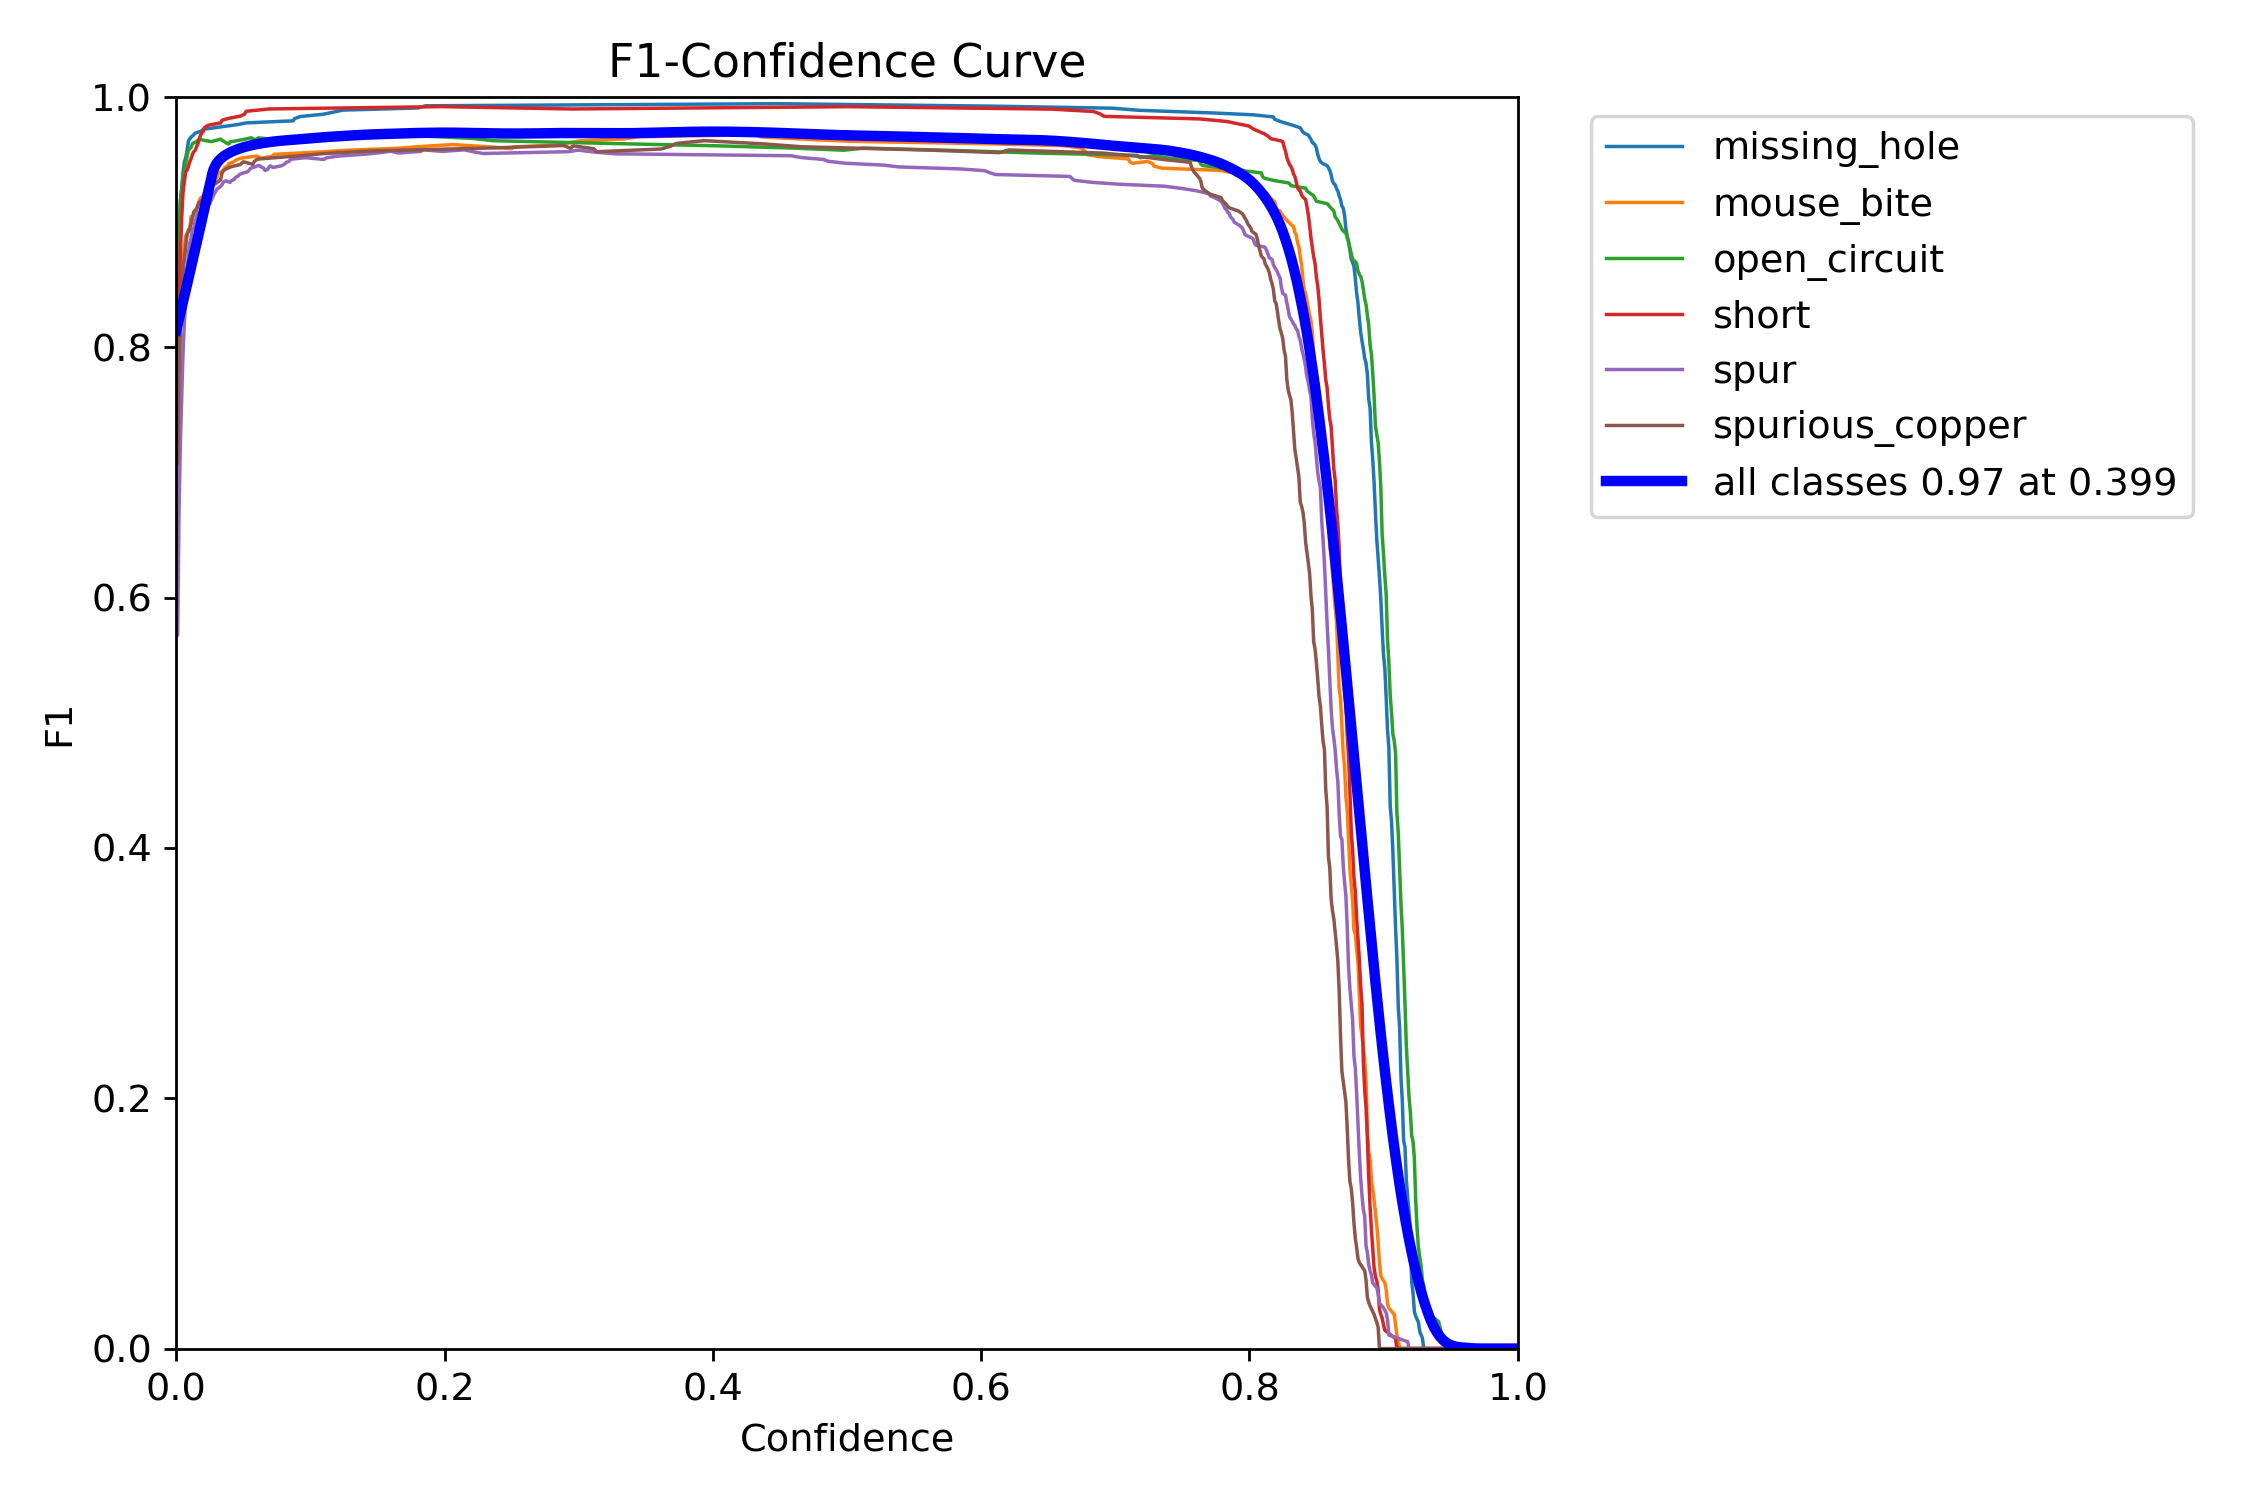 F1-Confidence Curve
1.0
0.8
0.6
0.4
0.2
0.0
F1
0.0 0.2 0.4 0.6 0.8 1.0
Confidence
missing_hole
mouse_bite
open_circuit
short
spur
spurious_copper
all classes 0.97 at 0.399